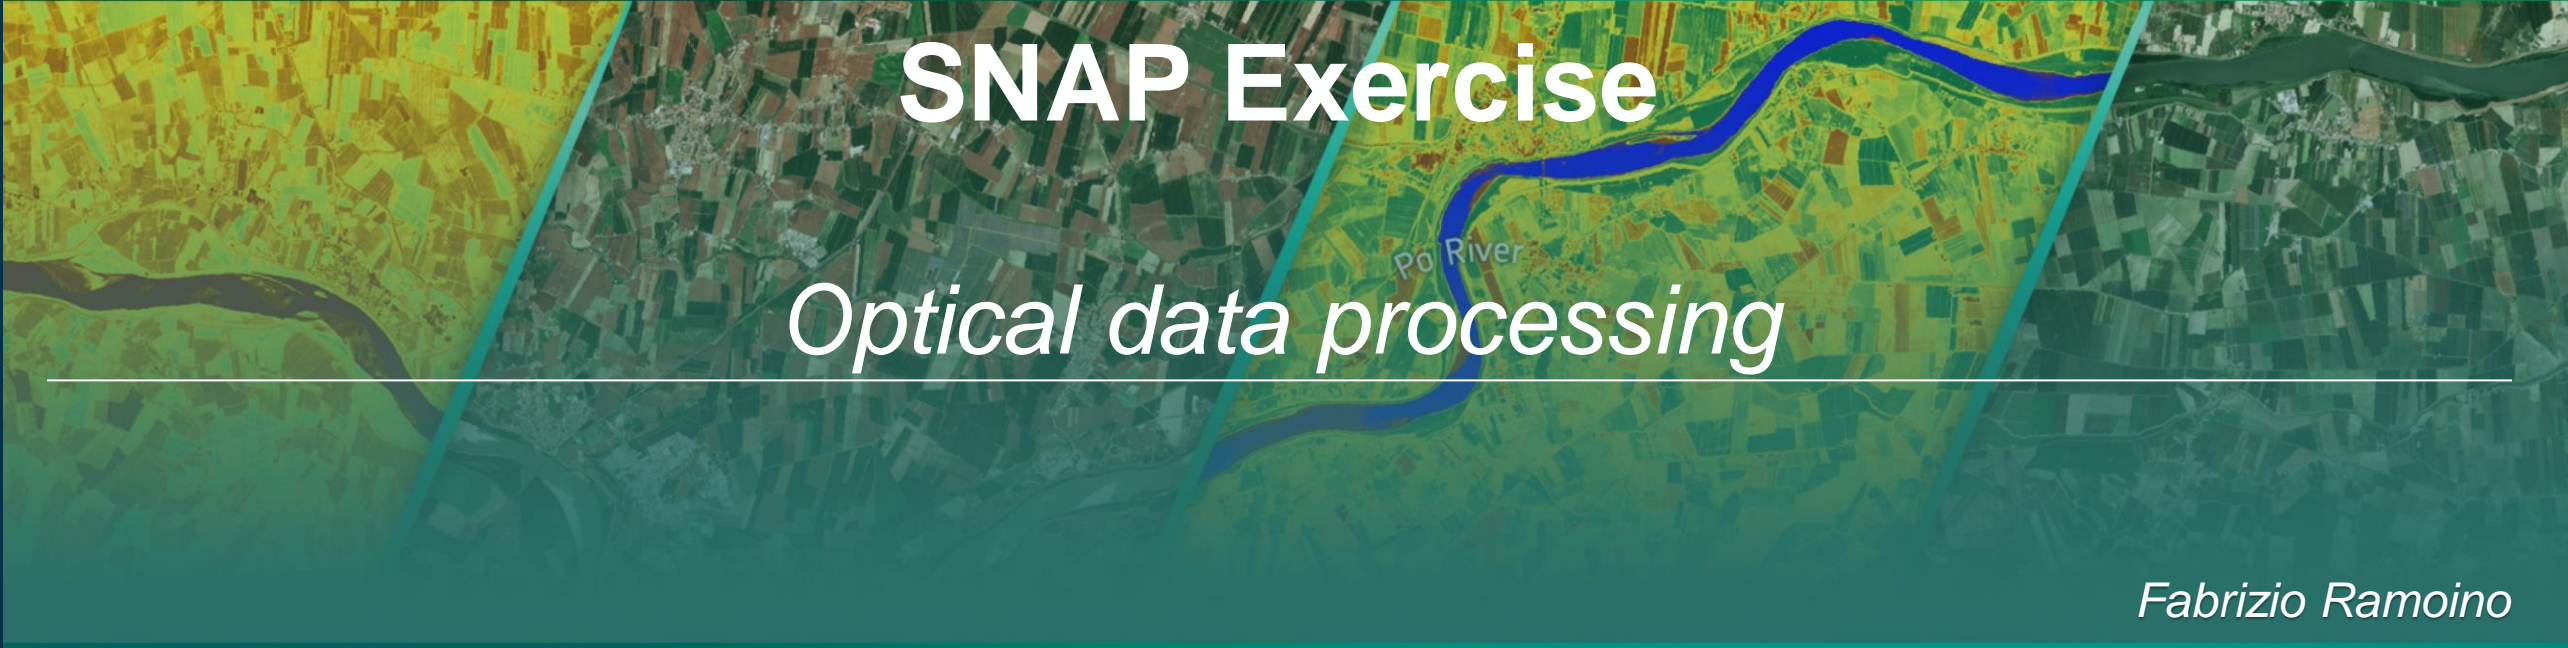 SNAP Exercise
Po River
Optical data processing
Fabrizio Ramoino